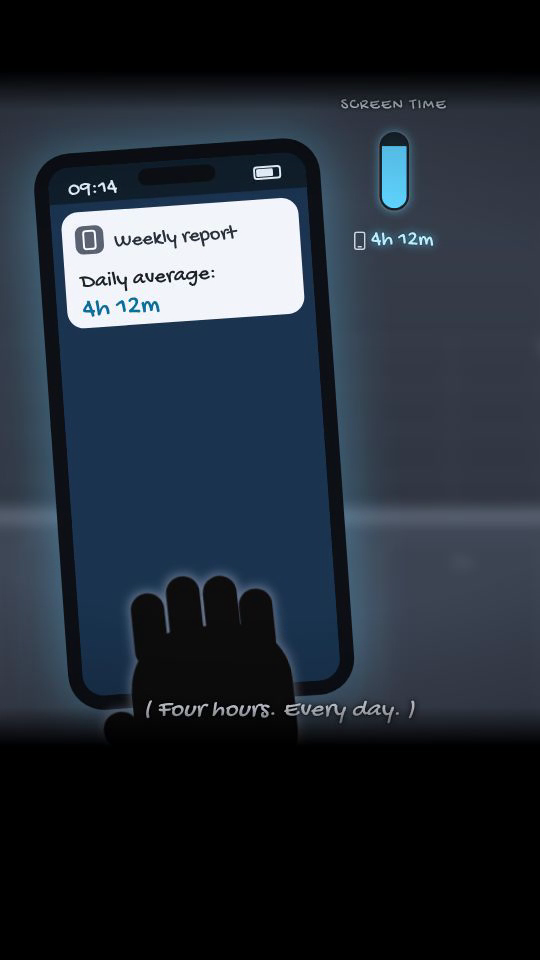 SCREEN TIME
09:14
Weekly report
4h 12m
Daily average:
4h 12m
( Four hours. Every day. )